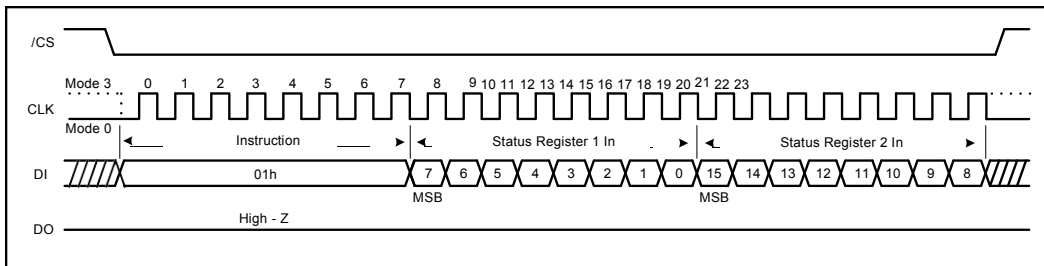 /CS
Mode 3 0 1 2 3 4 5 6 7 8 9 10 11 12 13 14 15 16 17 18 19 20 21 22 23
CLK
Mode 0
Instruction Status Register 1 In Status Register 2 In
DI 01h 7 6 5 4 3 2 1 0 15 14 13 12 11 10 9 8
MSB MSB
High - Z
DO